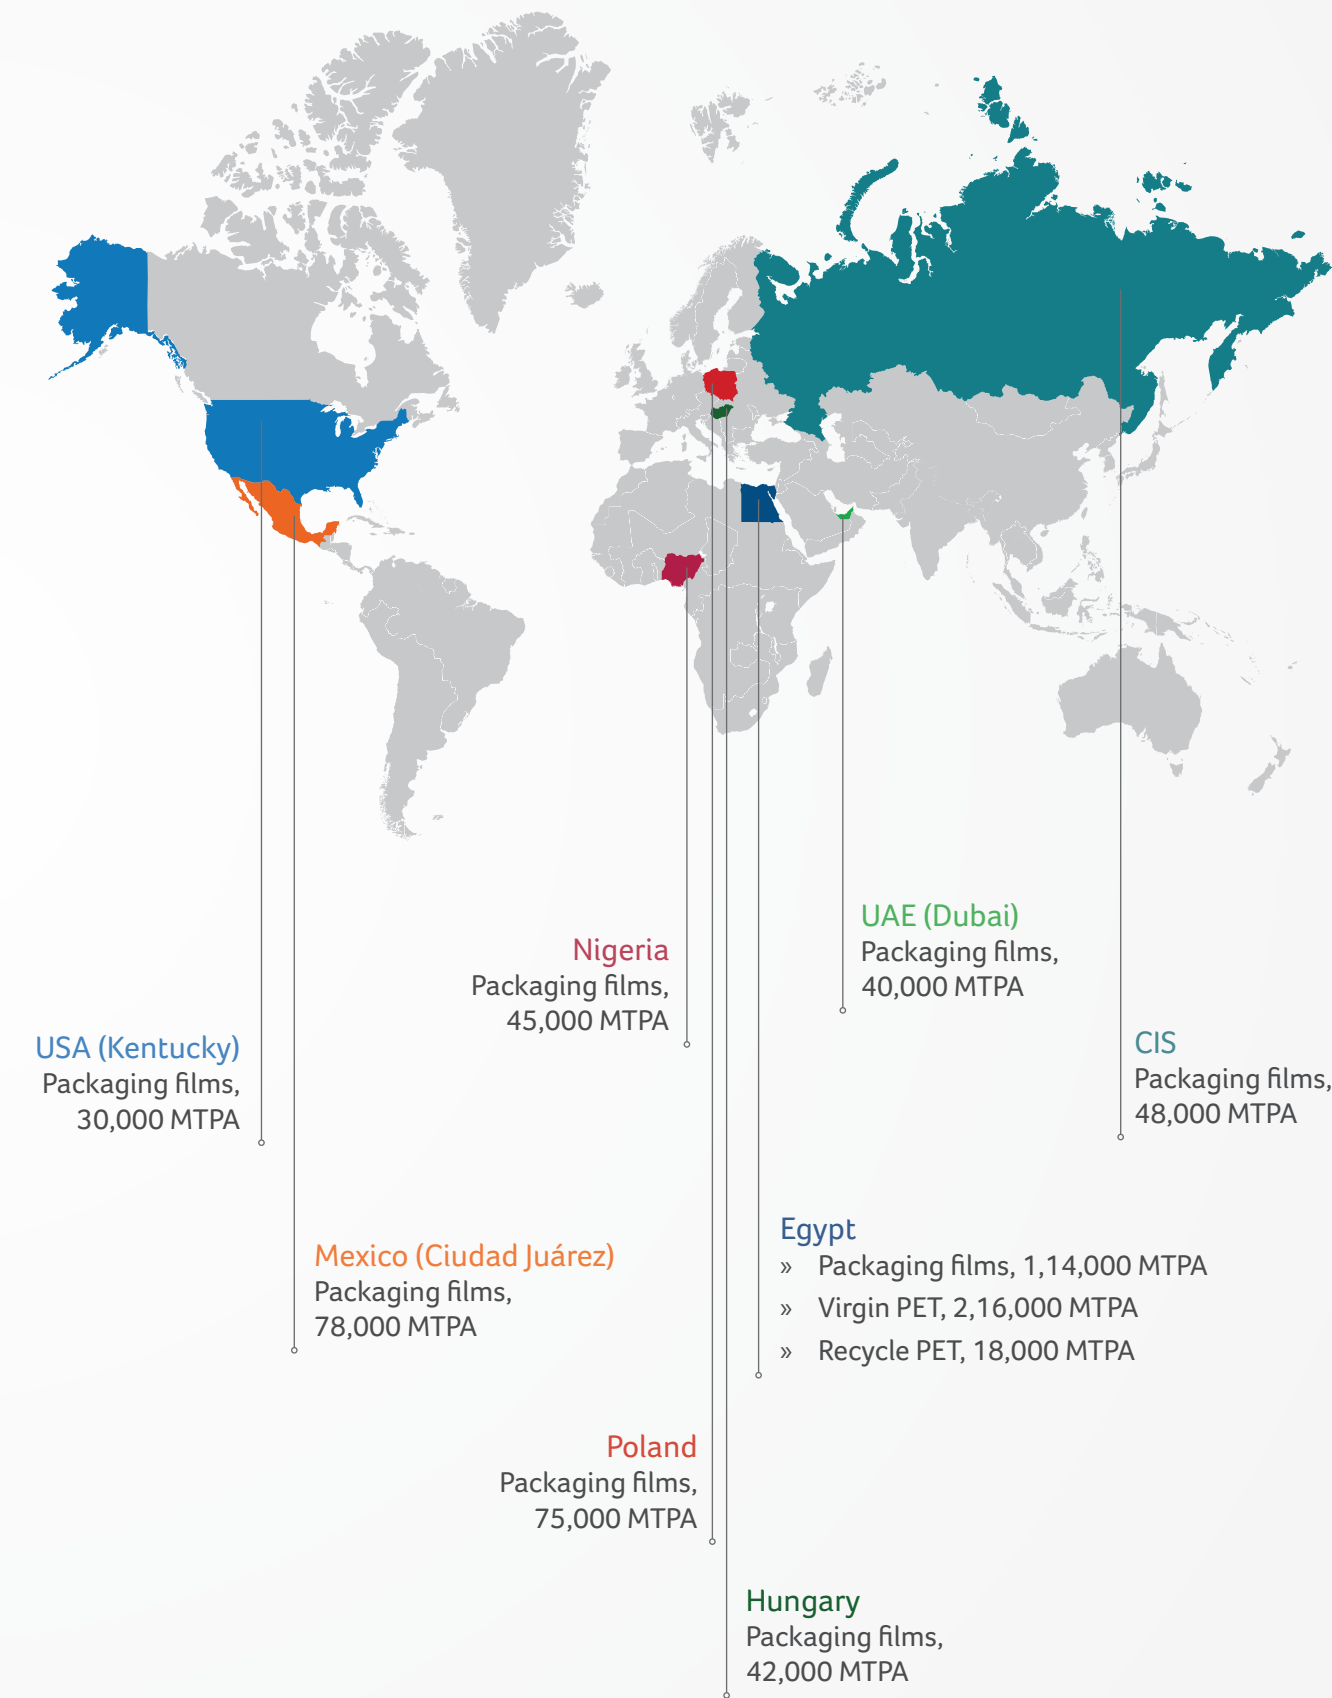 UAE (Dubai)
Packaging films,
40,000 MTPA
Nigeria
Packaging films,
45,000 MTPA
USA (Kentucky)
Packaging films,
30,000 MTPA
CIS
Packaging films,
48,000 MTPA
Mexico (Ciudad Juárez)
Packaging films,
78,000 MTPA
Egypt
» Packaging films, 1,14,000 MTPA
» Virgin PET, 2,16,000 MTPA
» Recycle PET, 18,000 MTPA
Poland
Packaging films,
75,000 MTPA
Hungary
Packaging films,
42,000 MTPA